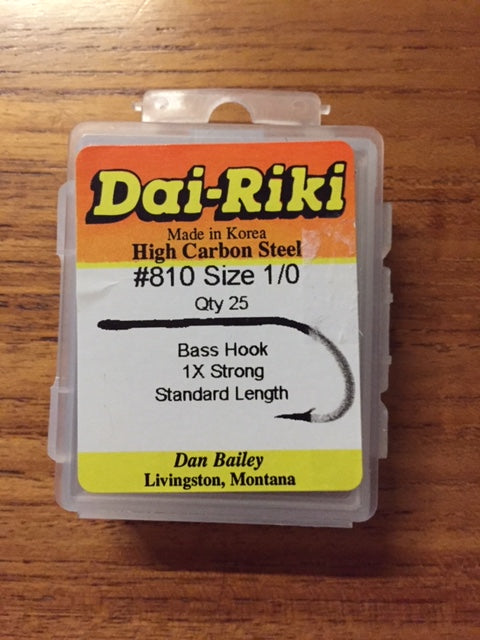 Dai-Riki
Made in Korea
High Carbon Steel
#810 Size 1/0
Qty 25
Bass Hook
1X Strong
Standard Length
Dan Bailey
Livingston, Montana